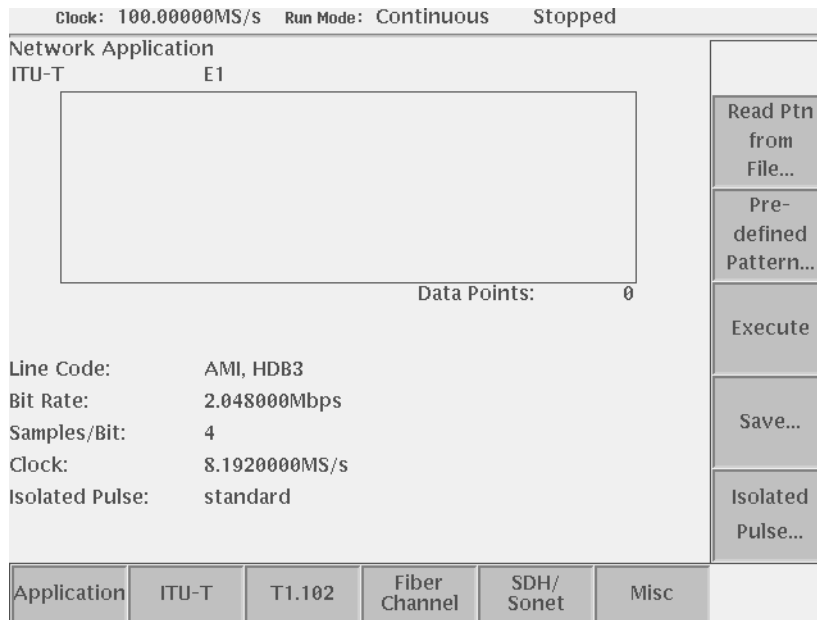 Clock: 100.00000MS/s Run Mode: Continuous Stopped
Network Application
ITU-T E1
Data Points: 0
Line Code: AMI, HDB3
Bit Rate: 2.048000Mbps
Samples/Bit: 4
Clock: 8.1920000MS/s
Isolated Pulse: standard
Read Ptn
from
File...
Pre-
defined
Pattern...
Execute
Save...
Isolated
Pulse...
Application
ITU-T
T1.102
Fiber
Channel
SDH/
Sonet
Misc